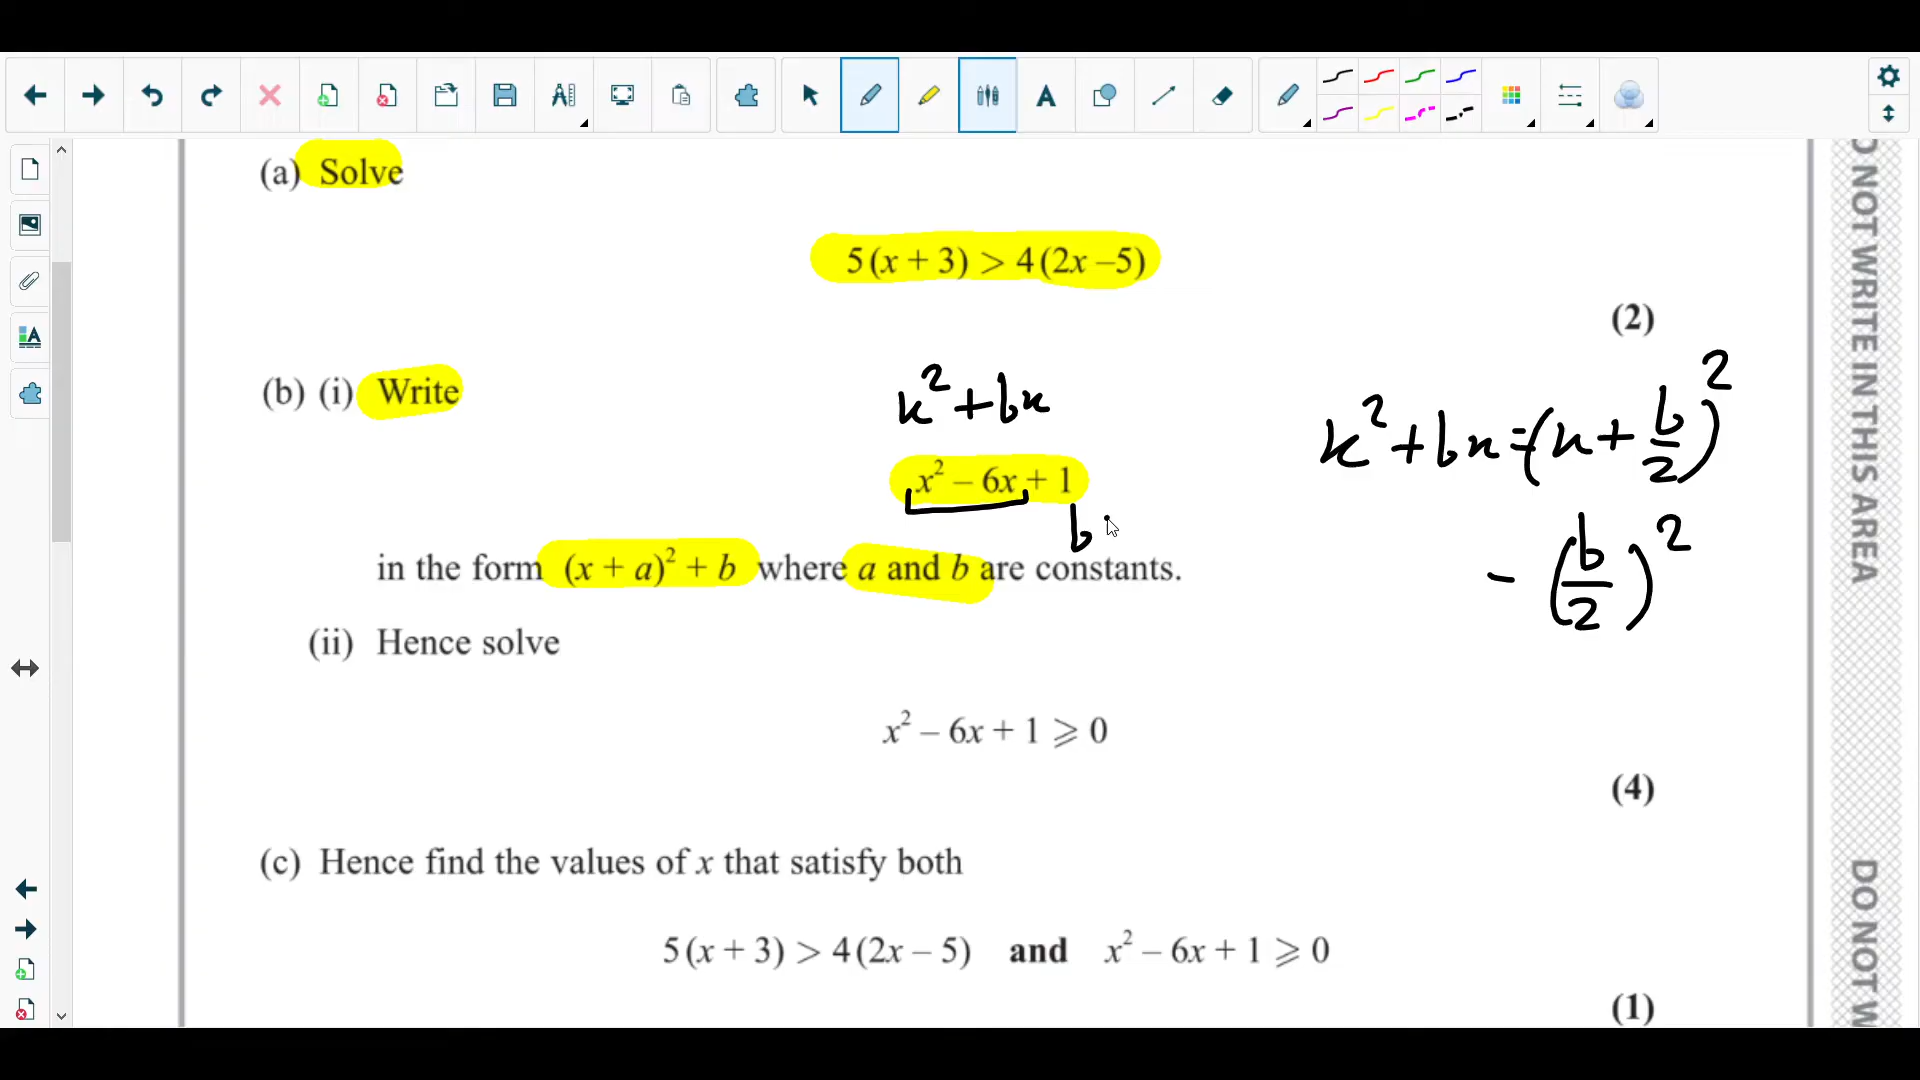 (a) Solve
5(x + 3) > 4(2x –5)
(2)
x² + bx
(b) (i) Write
x² + bx = (x + b/2)²
x² – 6x + 1
b
– (b/2)²
in the form (x + a)² + b where a and b are constants.
(ii) Hence solve
x² – 6x + 1 ⩾ 0
(4)
(c) Hence find the values of x that satisfy both
5(x + 3) > 4(2x – 5) and x² – 6x + 1 ⩾ 0
(1)
O NOT WRITE IN THIS AREA
DO NOT W